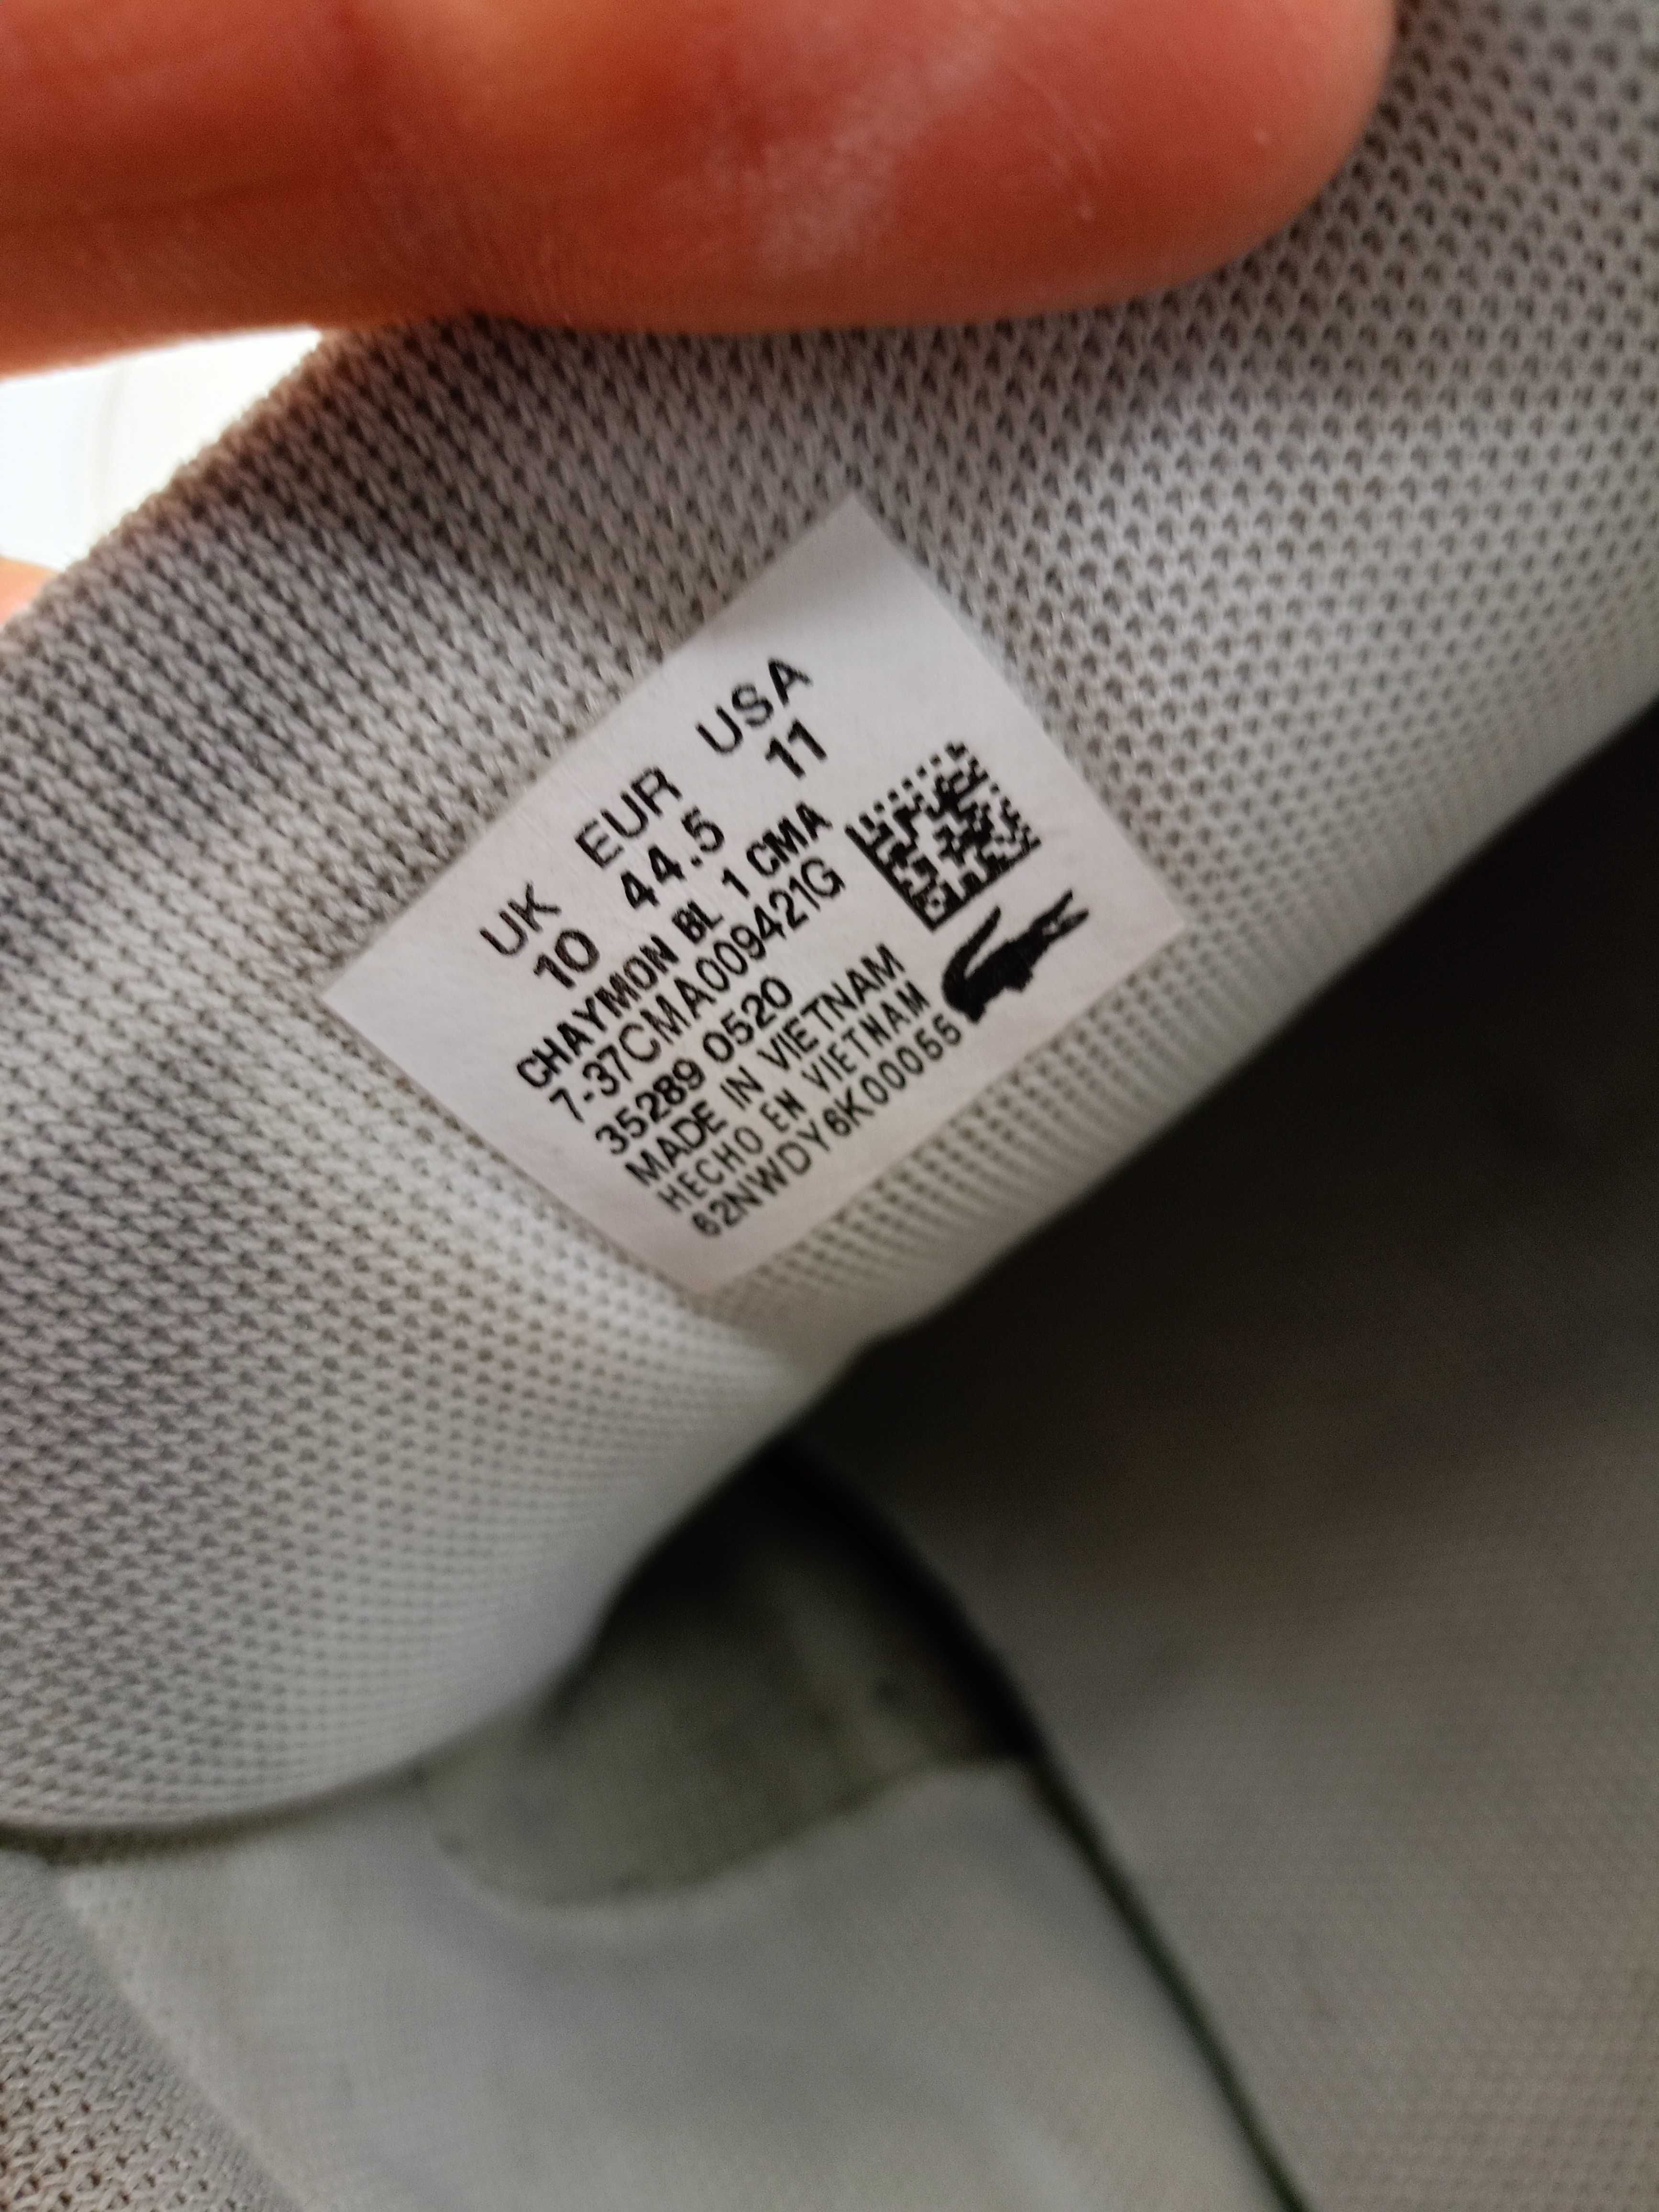 UK EUR USA
10 44.5 11
CHAYMON BL 1 CMA
7-37CMA009421G
35289 0520
MADE IN VIETNAM
HECHO EN VIETNAM
62NWDY6K00055